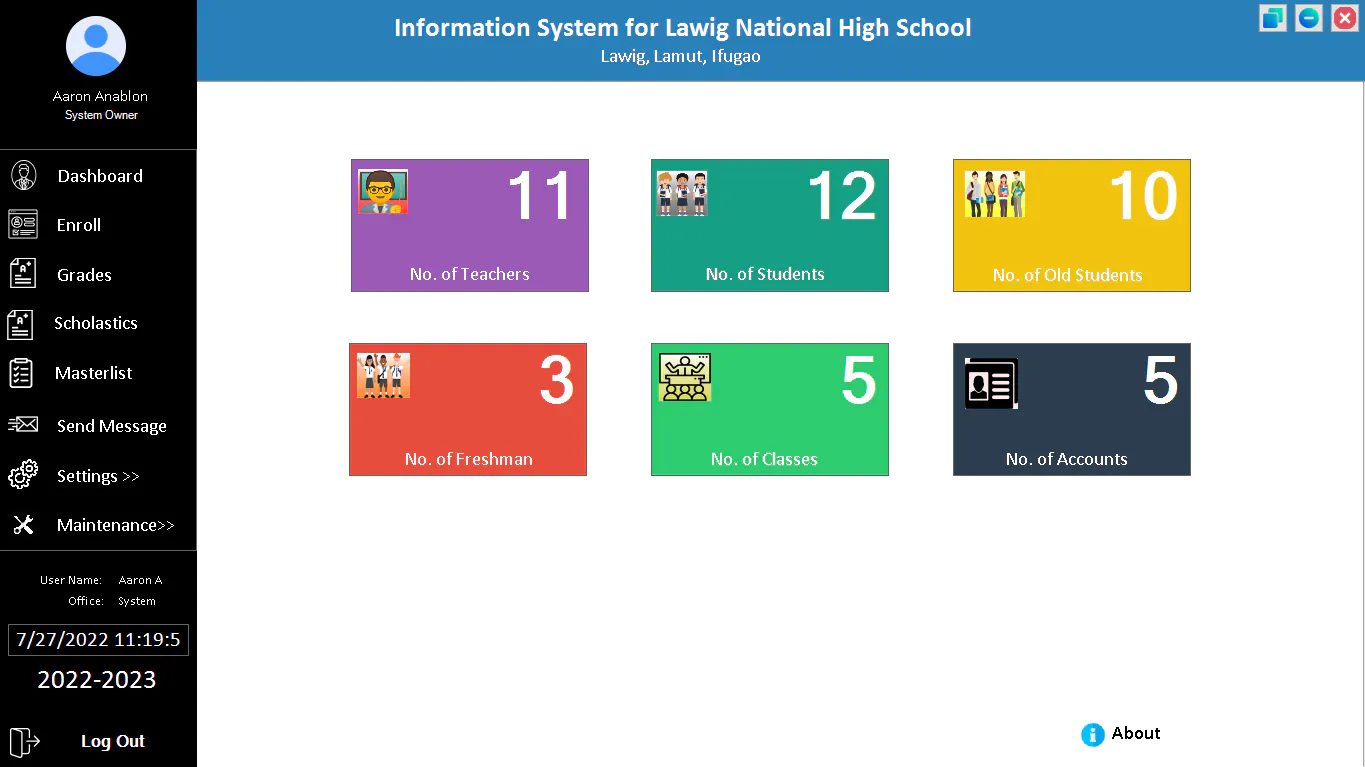 Information System for Lawig National High School
Lawig, Lamut, Ifugao
Aaron Anablon
System Owner
Dashboard
Enroll
Grades
Scholastics
Masterlist
Send Message
Settings >>
Maintenance>>
User Name: Aaron A
Office: System
7/27/2022 11:19:5
2022-2023
Log Out
11
No. of Teachers
12
No. of Students
10
No. of Old Students
3
No. of Freshman
5
No. of Classes
5
No. of Accounts
About